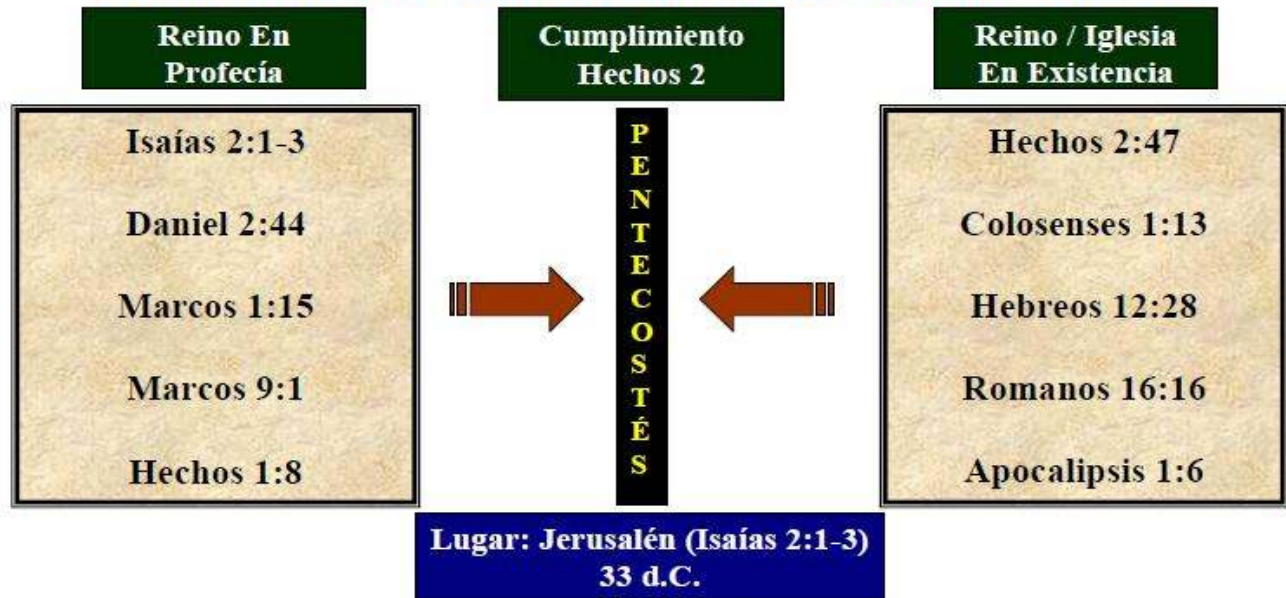 Reino En
Profecía
Cumplimiento
Hechos 2
Reino / Iglesia
En Existencia
Isaías 2:1-3
Daniel 2:44
Marcos 1:15
Marcos 9:1
Hechos 1:8
P
E
N
T
E
C
O
S
T
É
S
Hechos 2:47
Colosenses 1:13
Hebreos 12:28
Romanos 16:16
Apocalipsis 1:6
Lugar: Jerusalén (Isaías 2:1-3)
33 d.C.